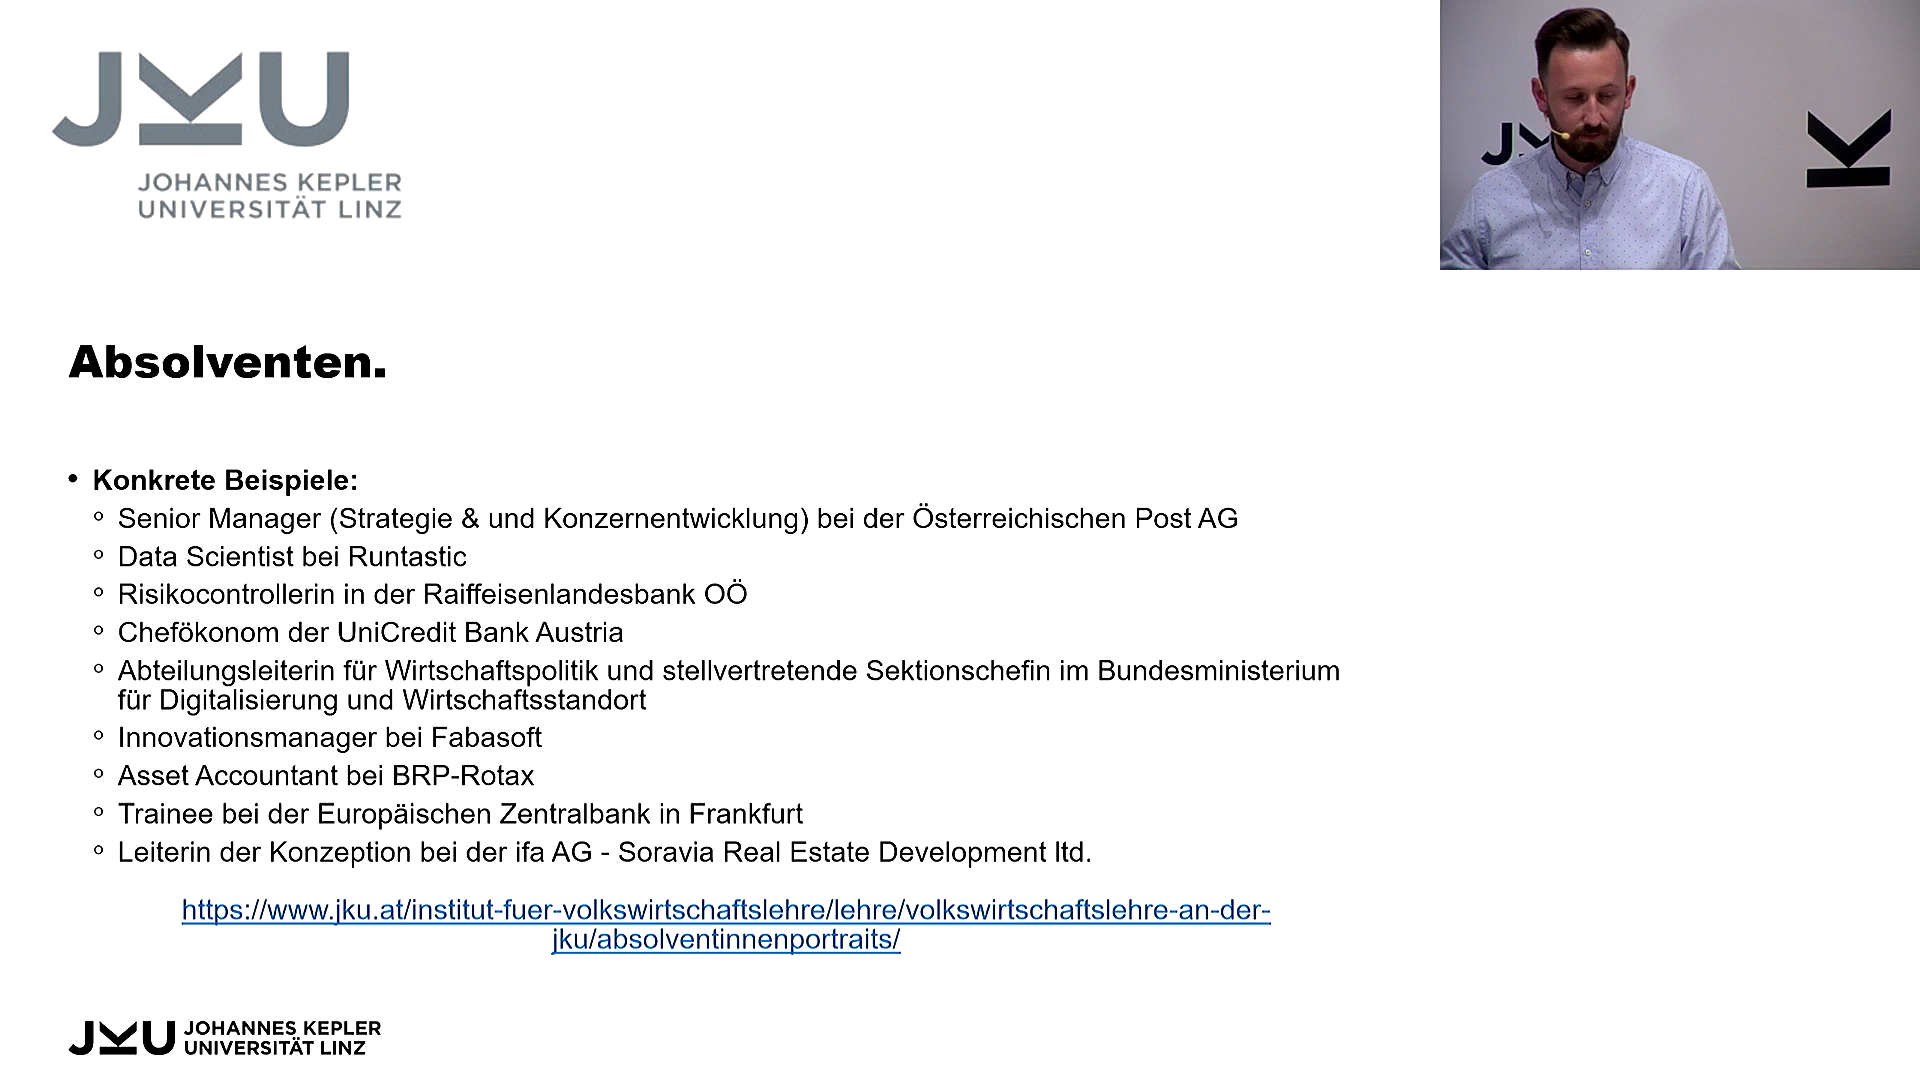 JKU
JOHANNES KEPLER
UNIVERSITÄT LINZ
Absolventen.
• Konkrete Beispiele:
Senior Manager (Strategie & und Konzernentwicklung) bei der Österreichischen Post AG
Data Scientist bei Runtastic
Risikocontrollerin in der Raiffeisenlandesbank OÖ
Chefökonom der UniCredit Bank Austria
Abteilungsleiterin für Wirtschaftspolitik und stellvertretende Sektionschefin im Bundesministerium
für Digitalisierung und Wirtschaftsstandort
Innovationsmanager bei Fabasoft
Asset Accountant bei BRP-Rotax
Trainee bei der Europäischen Zentralbank in Frankfurt
Leiterin der Konzeption bei der ifa AG - Soravia Real Estate Development ltd.
https://www.jku.at/institut-fuer-volkswirtschaftslehre/lehre/volkswirtschaftslehre-an-der-
jku/absolventinnenportraits/
JKU JOHANNES KEPLER
UNIVERSITÄT LINZ